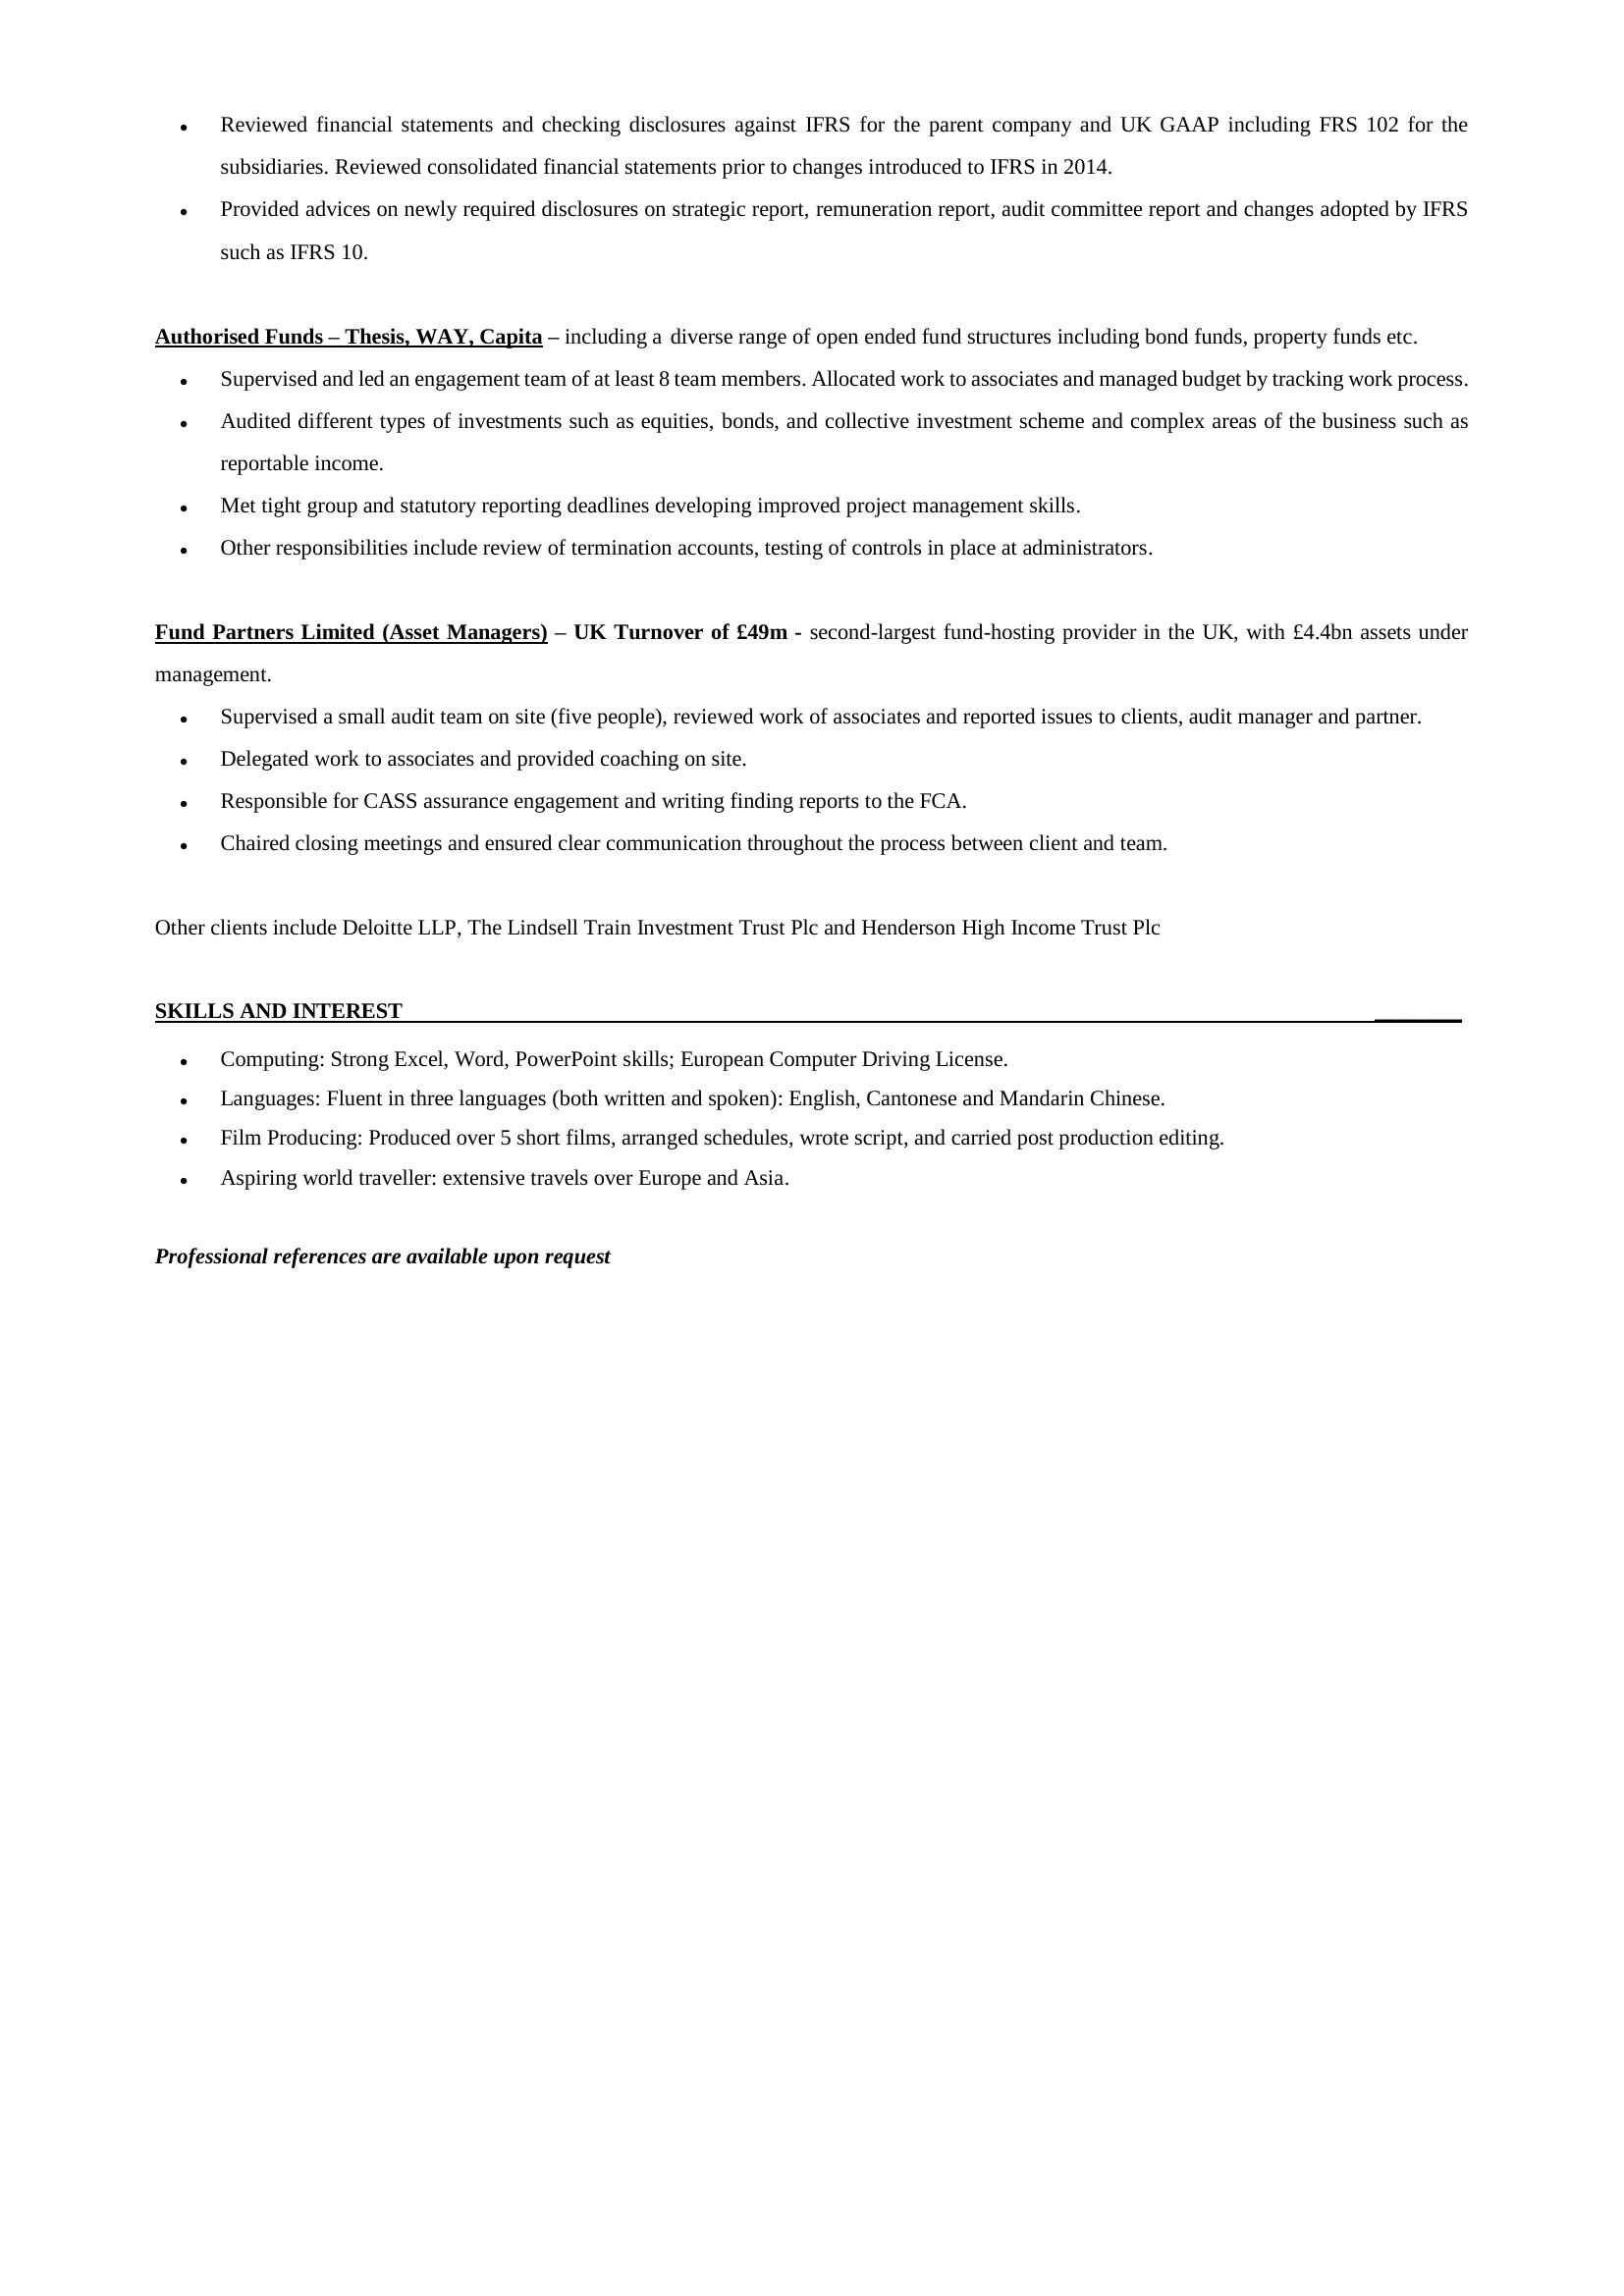 • Reviewed financial statements and checking disclosures against IFRS for the parent company and UK GAAP including FRS 102 for the
subsidiaries. Reviewed consolidated financial statements prior to changes introduced to IFRS in 2014.
• Provided advices on newly required disclosures on strategic report, remuneration report, audit committee report and changes adopted by IFRS
such as IFRS 10.
Authorised Funds – Thesis, WAY, Capita – including a diverse range of open ended fund structures including bond funds, property funds etc.
• Supervised and led an engagement team of at least 8 team members. Allocated work to associates and managed budget by tracking work process.
• Audited different types of investments such as equities, bonds, and collective investment scheme and complex areas of the business such as
reportable income.
• Met tight group and statutory reporting deadlines developing improved project management skills.
• Other responsibilities include review of termination accounts, testing of controls in place at administrators.
Fund Partners Limited (Asset Managers) – UK Turnover of £49m - second-largest fund-hosting provider in the UK, with £4.4bn assets under
management.
• Supervised a small audit team on site (five people), reviewed work of associates and reported issues to clients, audit manager and partner.
• Delegated work to associates and provided coaching on site.
• Responsible for CASS assurance engagement and writing finding reports to the FCA.
• Chaired closing meetings and ensured clear communication throughout the process between client and team.
Other clients include Deloitte LLP, The Lindsell Train Investment Trust Plc and Henderson High Income Trust Plc
SKILLS AND INTEREST
• Computing: Strong Excel, Word, PowerPoint skills; European Computer Driving License.
• Languages: Fluent in three languages (both written and spoken): English, Cantonese and Mandarin Chinese.
• Film Producing: Produced over 5 short films, arranged schedules, wrote script, and carried post production editing.
• Aspiring world traveller: extensive travels over Europe and Asia.
Professional references are available upon request